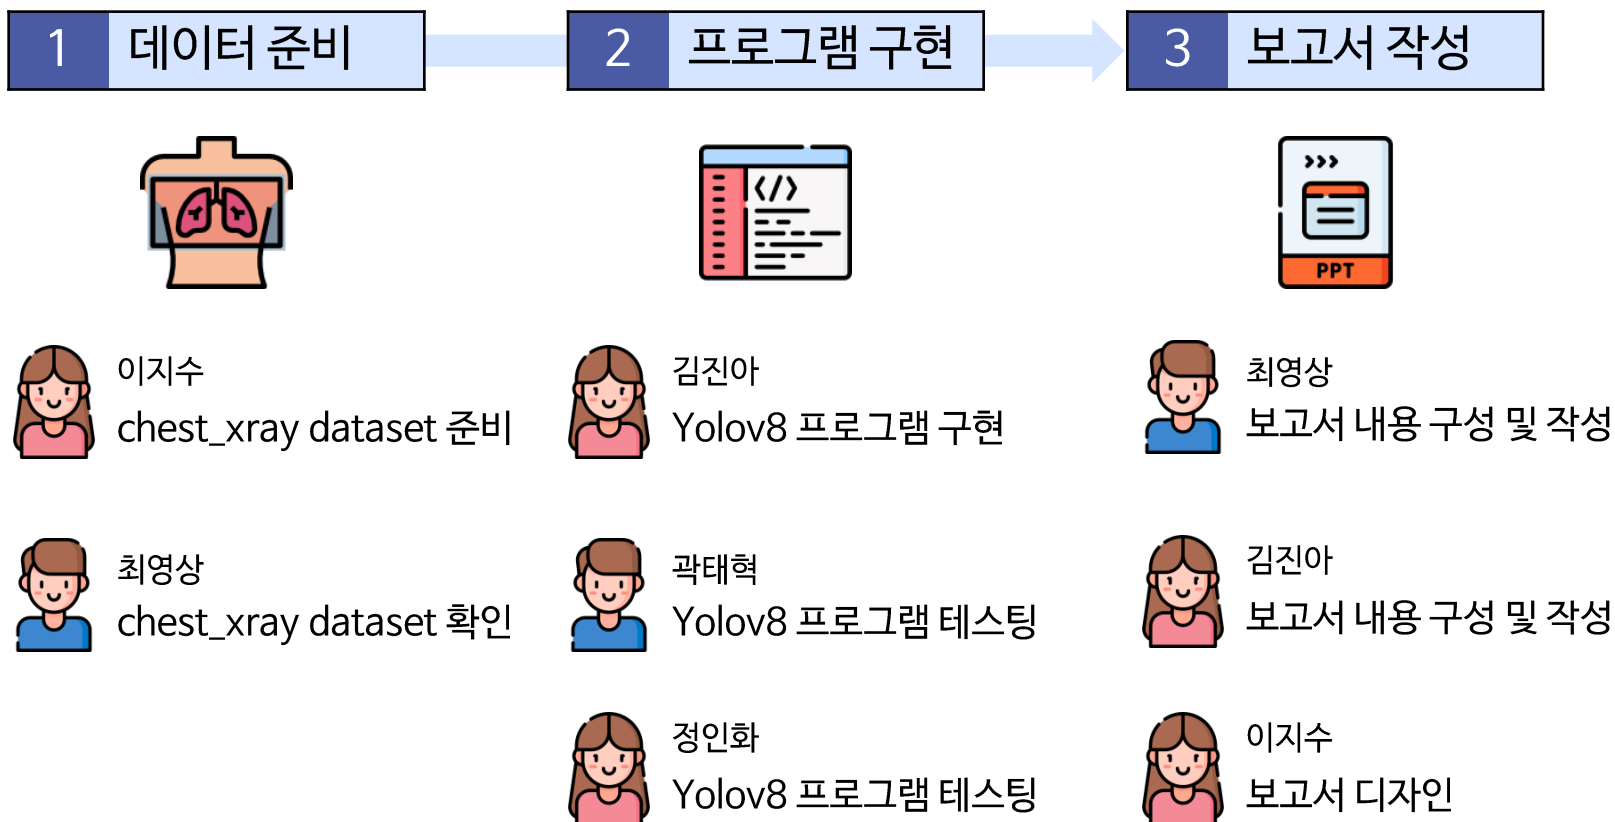 1 데이터 준비
2 프로그램 구현
3 보고서 작성
</>
PPT
이지수
chest_xray dataset 준비
최영상
chest_xray dataset 확인
김진아
Yolov8 프로그램 구현
곽태혁
Yolov8 프로그램 테스팅
정인화
Yolov8 프로그램 테스팅
최영상
보고서 내용 구성 및 작성
김진아
보고서 내용 구성 및 작성
이지수
보고서 디자인